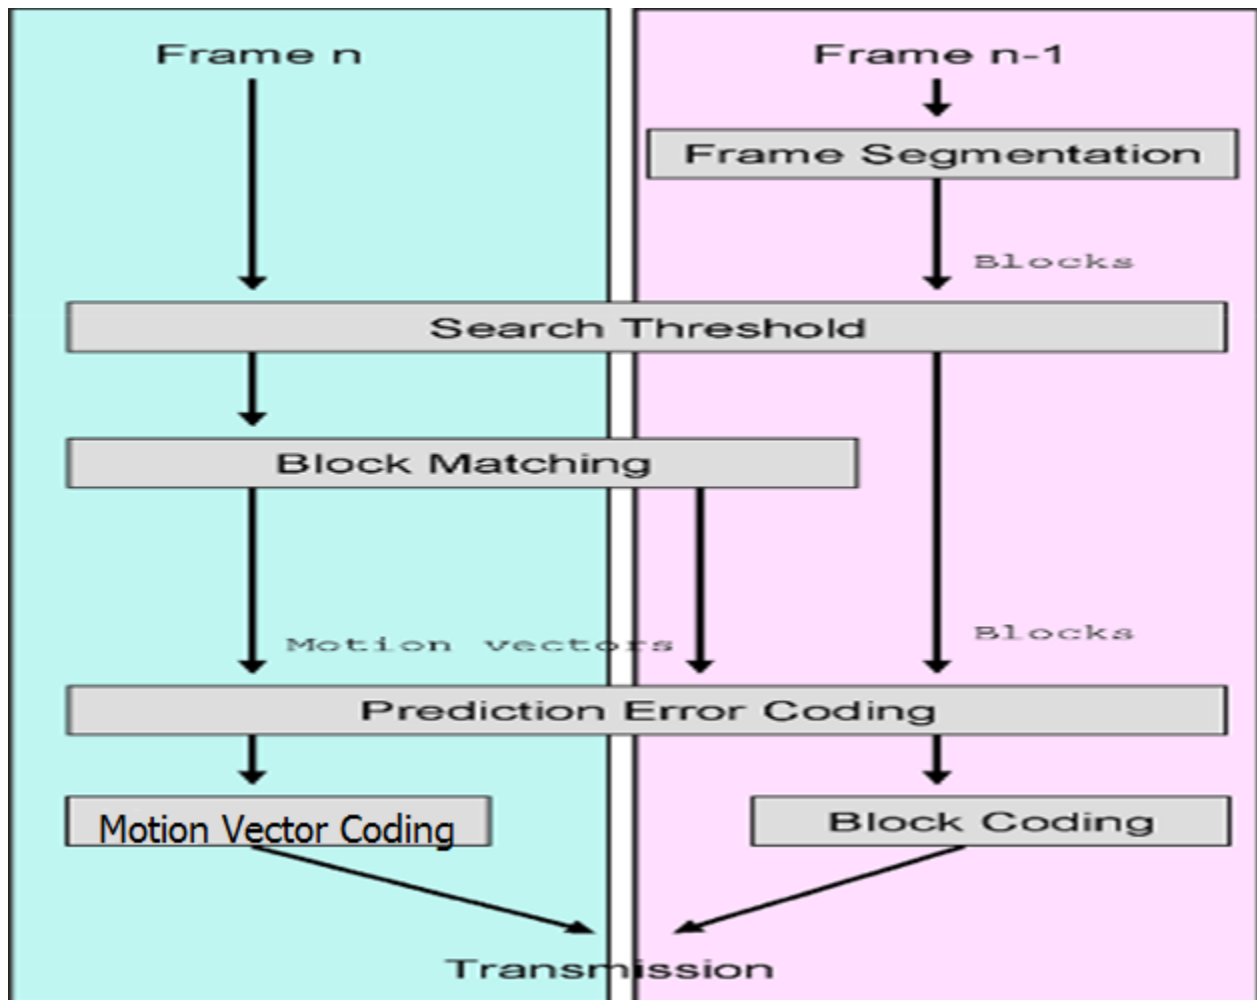 Frame n
Frame n-1
Frame Segmentation
Blocks
Search Threshold
Block Matching
Motion vectors
Blocks
Prediction Error Coding
Motion Vector Coding
Block Coding
Transmission